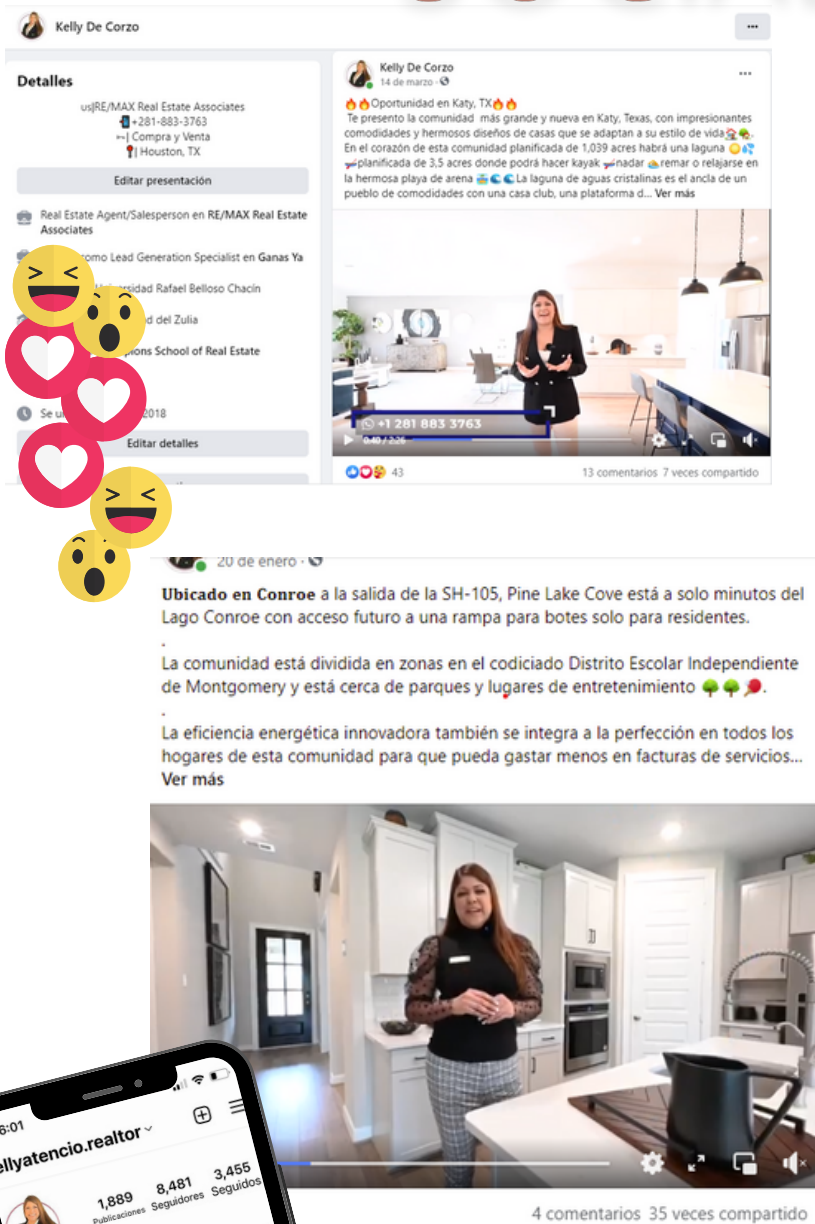 Kelly De Corzo
Detalles
us|RE/MAX Real Estate Associates
+281-883-3763
| Compra y Venta
| Houston, TX
Editar presentación
Real Estate Agent/Salesperson en RE/MAX Real Estate
Associates
como Lead Generation Specialist en Ganas Ya
Rafael Belloso Chacín
del Zulia
School of Real Estate
Se 2018
Editar detalles
Kelly De Corzo
14 de marzo ·
🔥🔥Oportunidad en Katy, TX🔥🔥
Te presento la comunidad más grande y nueva en Katy, Texas, con impresionantes
comodidades y hermosos diseños de casas que se adaptan a su estilo de vida🏠🌳.
En el corazón de esta comunidad planificada de 1,039 acres habrá una laguna 🌞💦
planificada de 3,5 acres donde podrá hacer kayak nadar remar o relajarse en
la hermosa playa de arena 🌊🌊La laguna de aguas cristalinas es el ancla de un
pueblo de comodidades con una casa club, una plataforma d... Ver más
+1 281 883 3763
0:40 / 2:26
43
13 comentarios 7 veces compartido
20 de enero ·
Ubicado en Conroe a la salida de la SH-105, Pine Lake Cove está a solo minutos del
Lago Conroe con acceso futuro a una rampa para botes solo para residentes.
.
La comunidad está dividida en zonas en el codiciado Distrito Escolar Independiente
de Montgomery y está cerca de parques y lugares de entretenimiento 🌳🌳🏓.
.
La eficiencia energética innovadora también se integra a la perfección en todos los
hogares de esta comunidad para que pueda gastar menos en facturas de servicios...
Ver más
4 comentarios 35 veces compartido
6:01
ellyatencio.realtor
1,889 8,481 3,455
Publicaciones Seguidores Seguidos